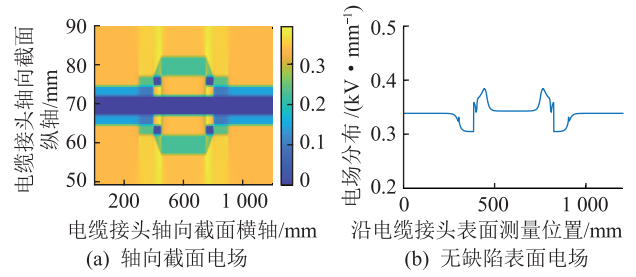 90
80
70
60
50
电缆接头轴向截面
纵轴/mm
200
600
1 000
0.3
0.2
0.1
0
电缆接头轴向截面横轴/mm
(a) 轴向截面电场
0.5
0.4
0.3
0.2
电场分布/(kV·mm⁻¹)
0
500
1 000
沿电缆接头表面测量位置/mm
(b) 无缺陷表面电场